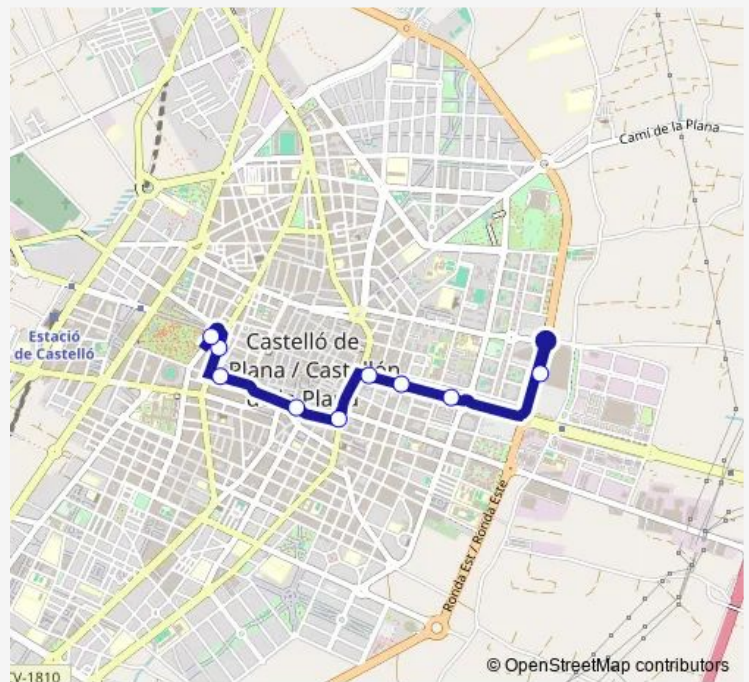 Camí de la Plana
Estació
de Castelló
Castelló de
Plana / Castellón
de la Plana
Ronda Est / Ronda Este
CV-1810
© OpenStreetMap contributors